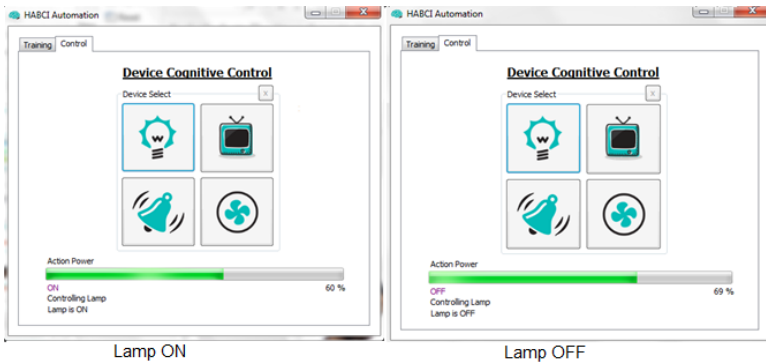 HABCI Automation
Training Control
Device Cognitive Control
Device Select x
Action Power
ON 60 %
Controlling Lamp
Lamp is ON
Lamp ON
HABCI Automation
Training Control
Device Cognitive Control
Device Select x
Action Power
OFF 69 %
Controlling Lamp
Lamp is OFF
Lamp OFF